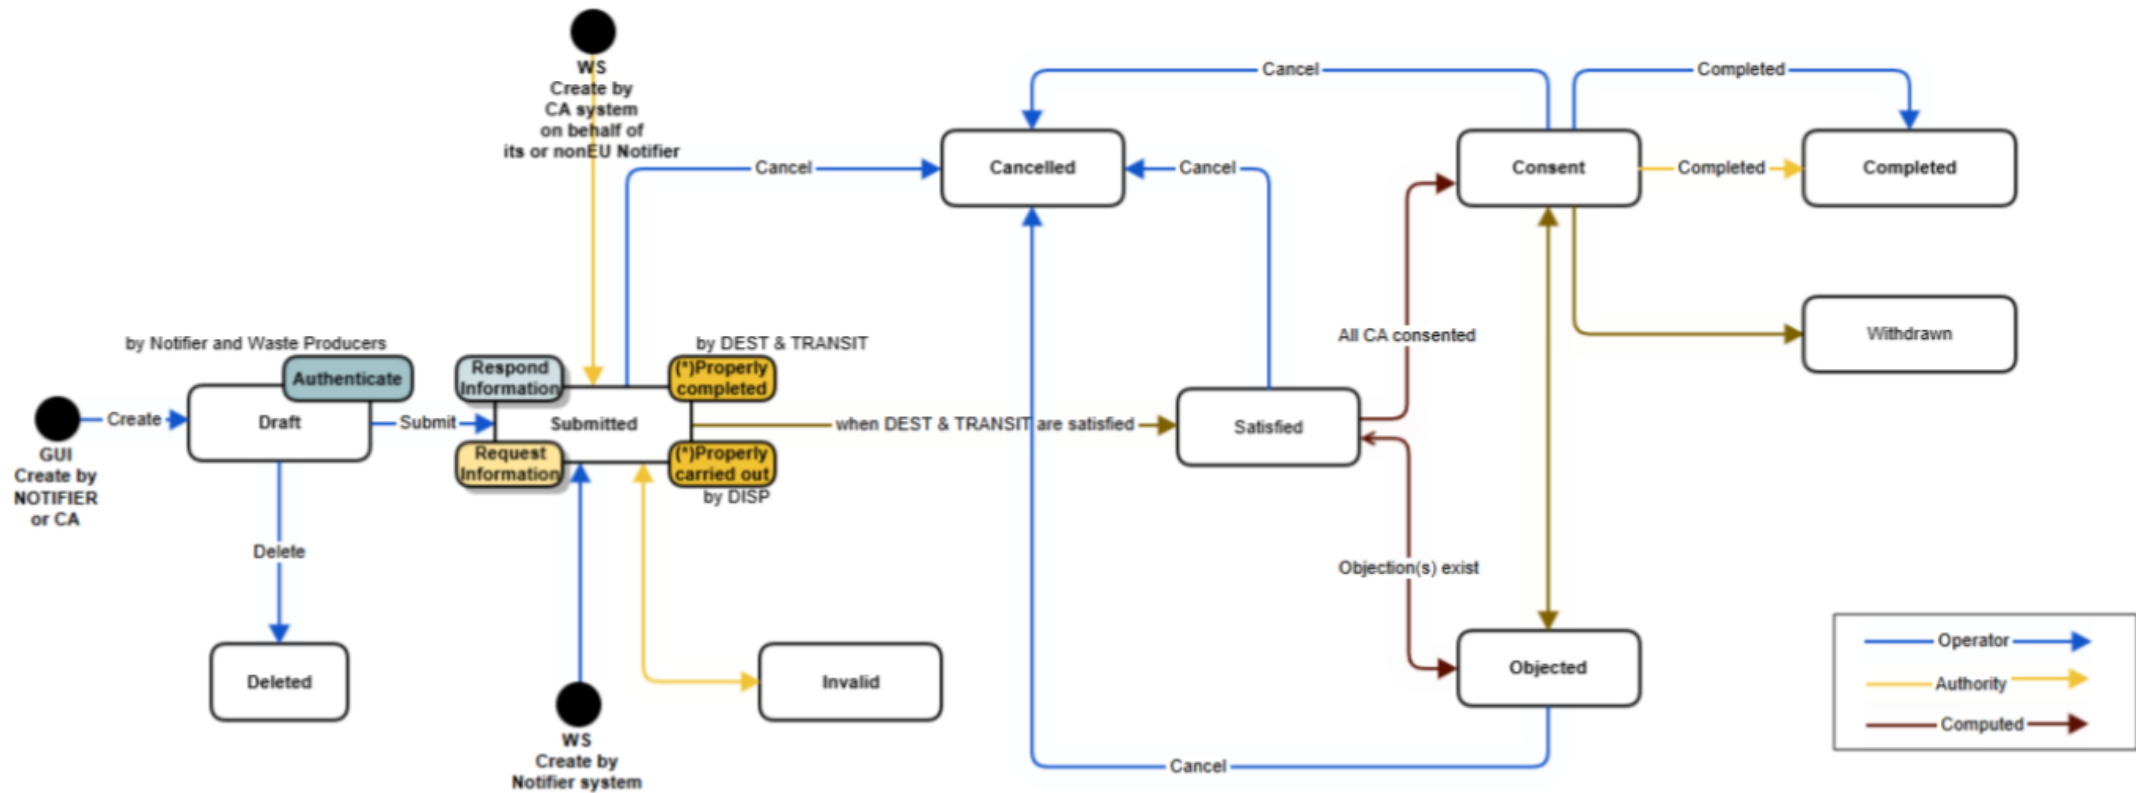 WS
Create by
CA system
on behalf of
its or nonEU Notifier
Cancel
Completed
Cancel
Cancelled
Cancel
Consent
Completed
Completed
All CA consented
Withdrawn
by Notifier and Waste Producers
Authenticate
by DEST & TRANSIT
Respond
Information
(*)Properly
completed
Create
Draft
Submit
Submitted
when DEST & TRANSIT are satisfied
Satisfied
GUI
Create by
NOTIFIER
or CA
Request
Information
(*)Properly
carried out
by DISP
Delete
Objection(s) exist
Deleted
Invalid
Objected
WS
Create by
Notifier system
Cancel
Operator
Authority
Computed